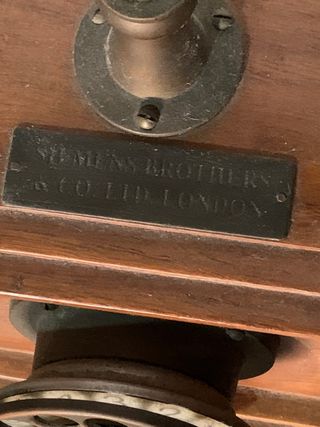 SIEMENS BROTHERS
& CO. LTD. LONDON.